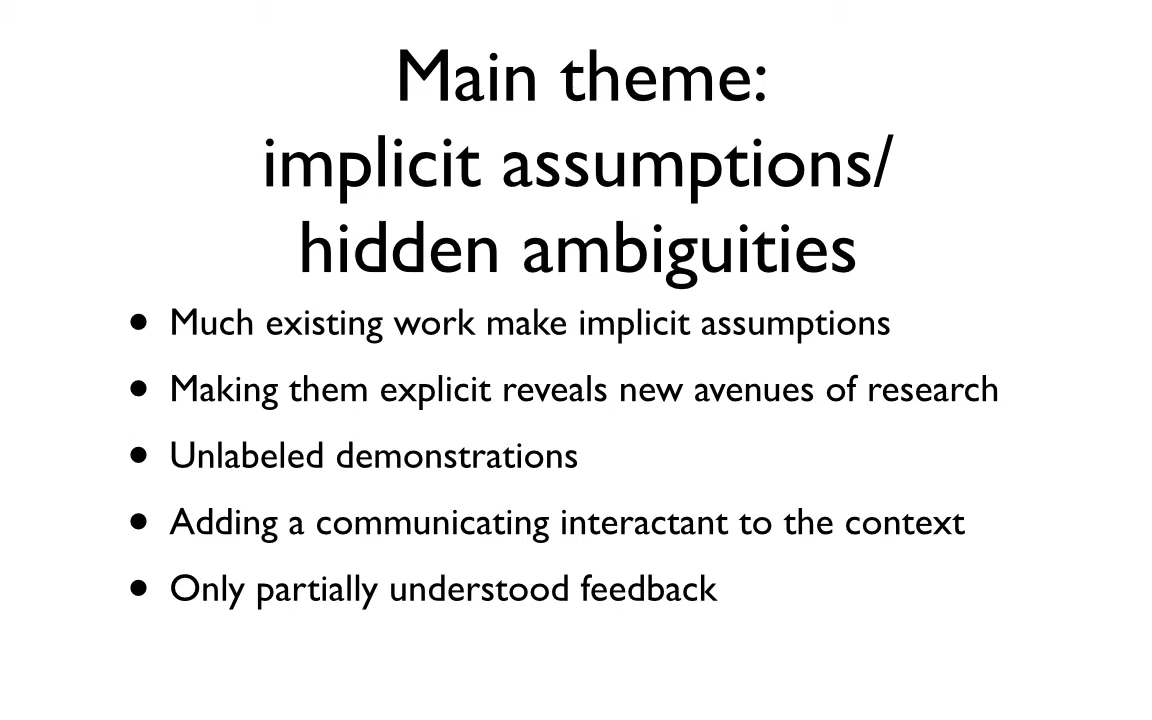 Main theme:
implicit assumptions/
hidden ambiguities
• Much existing work make implicit assumptions
• Making them explicit reveals new avenues of research
• Unlabeled demonstrations
• Adding a communicating interactant to the context
• Only partially understood feedback